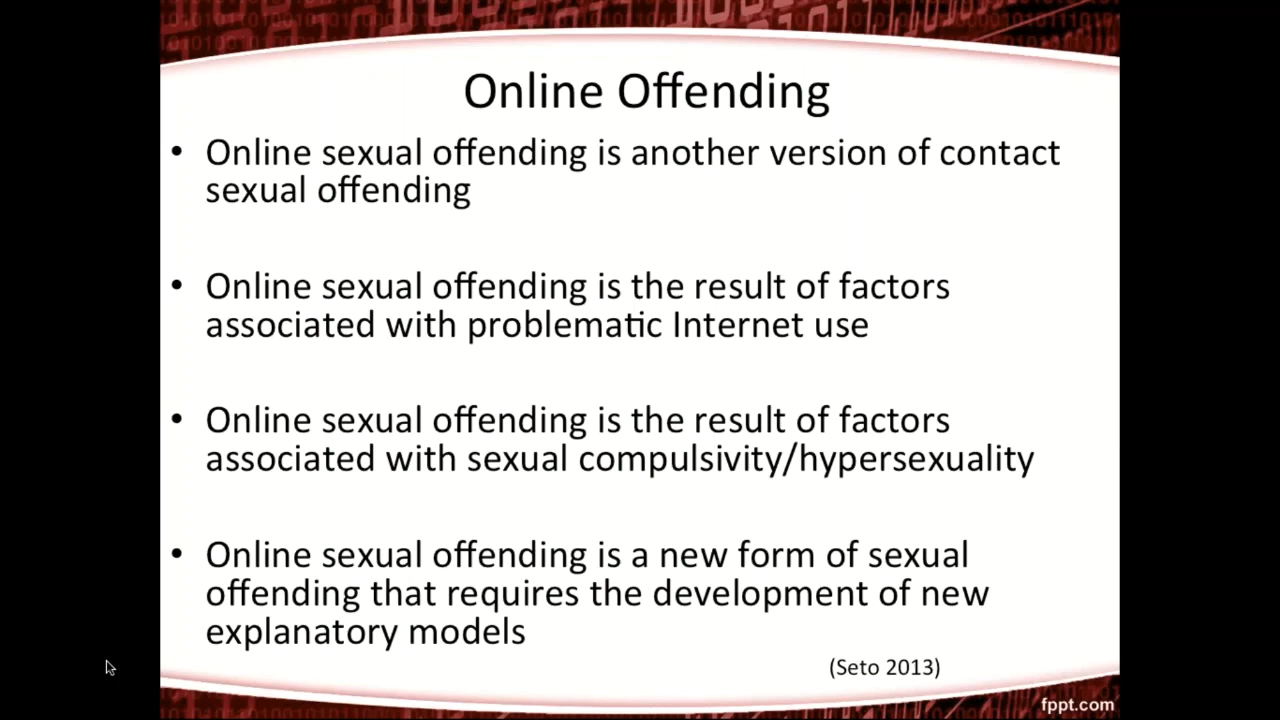 Online Offending
• Online sexual offending is another version of contact
sexual offending
• Online sexual offending is the result of factors
associated with problematic Internet use
• Online sexual offending is the result of factors
associated with sexual compulsivity/hypersexuality
• Online sexual offending is a new form of sexual
offending that requires the development of new
explanatory models
(Seto 2013)
fppt.com